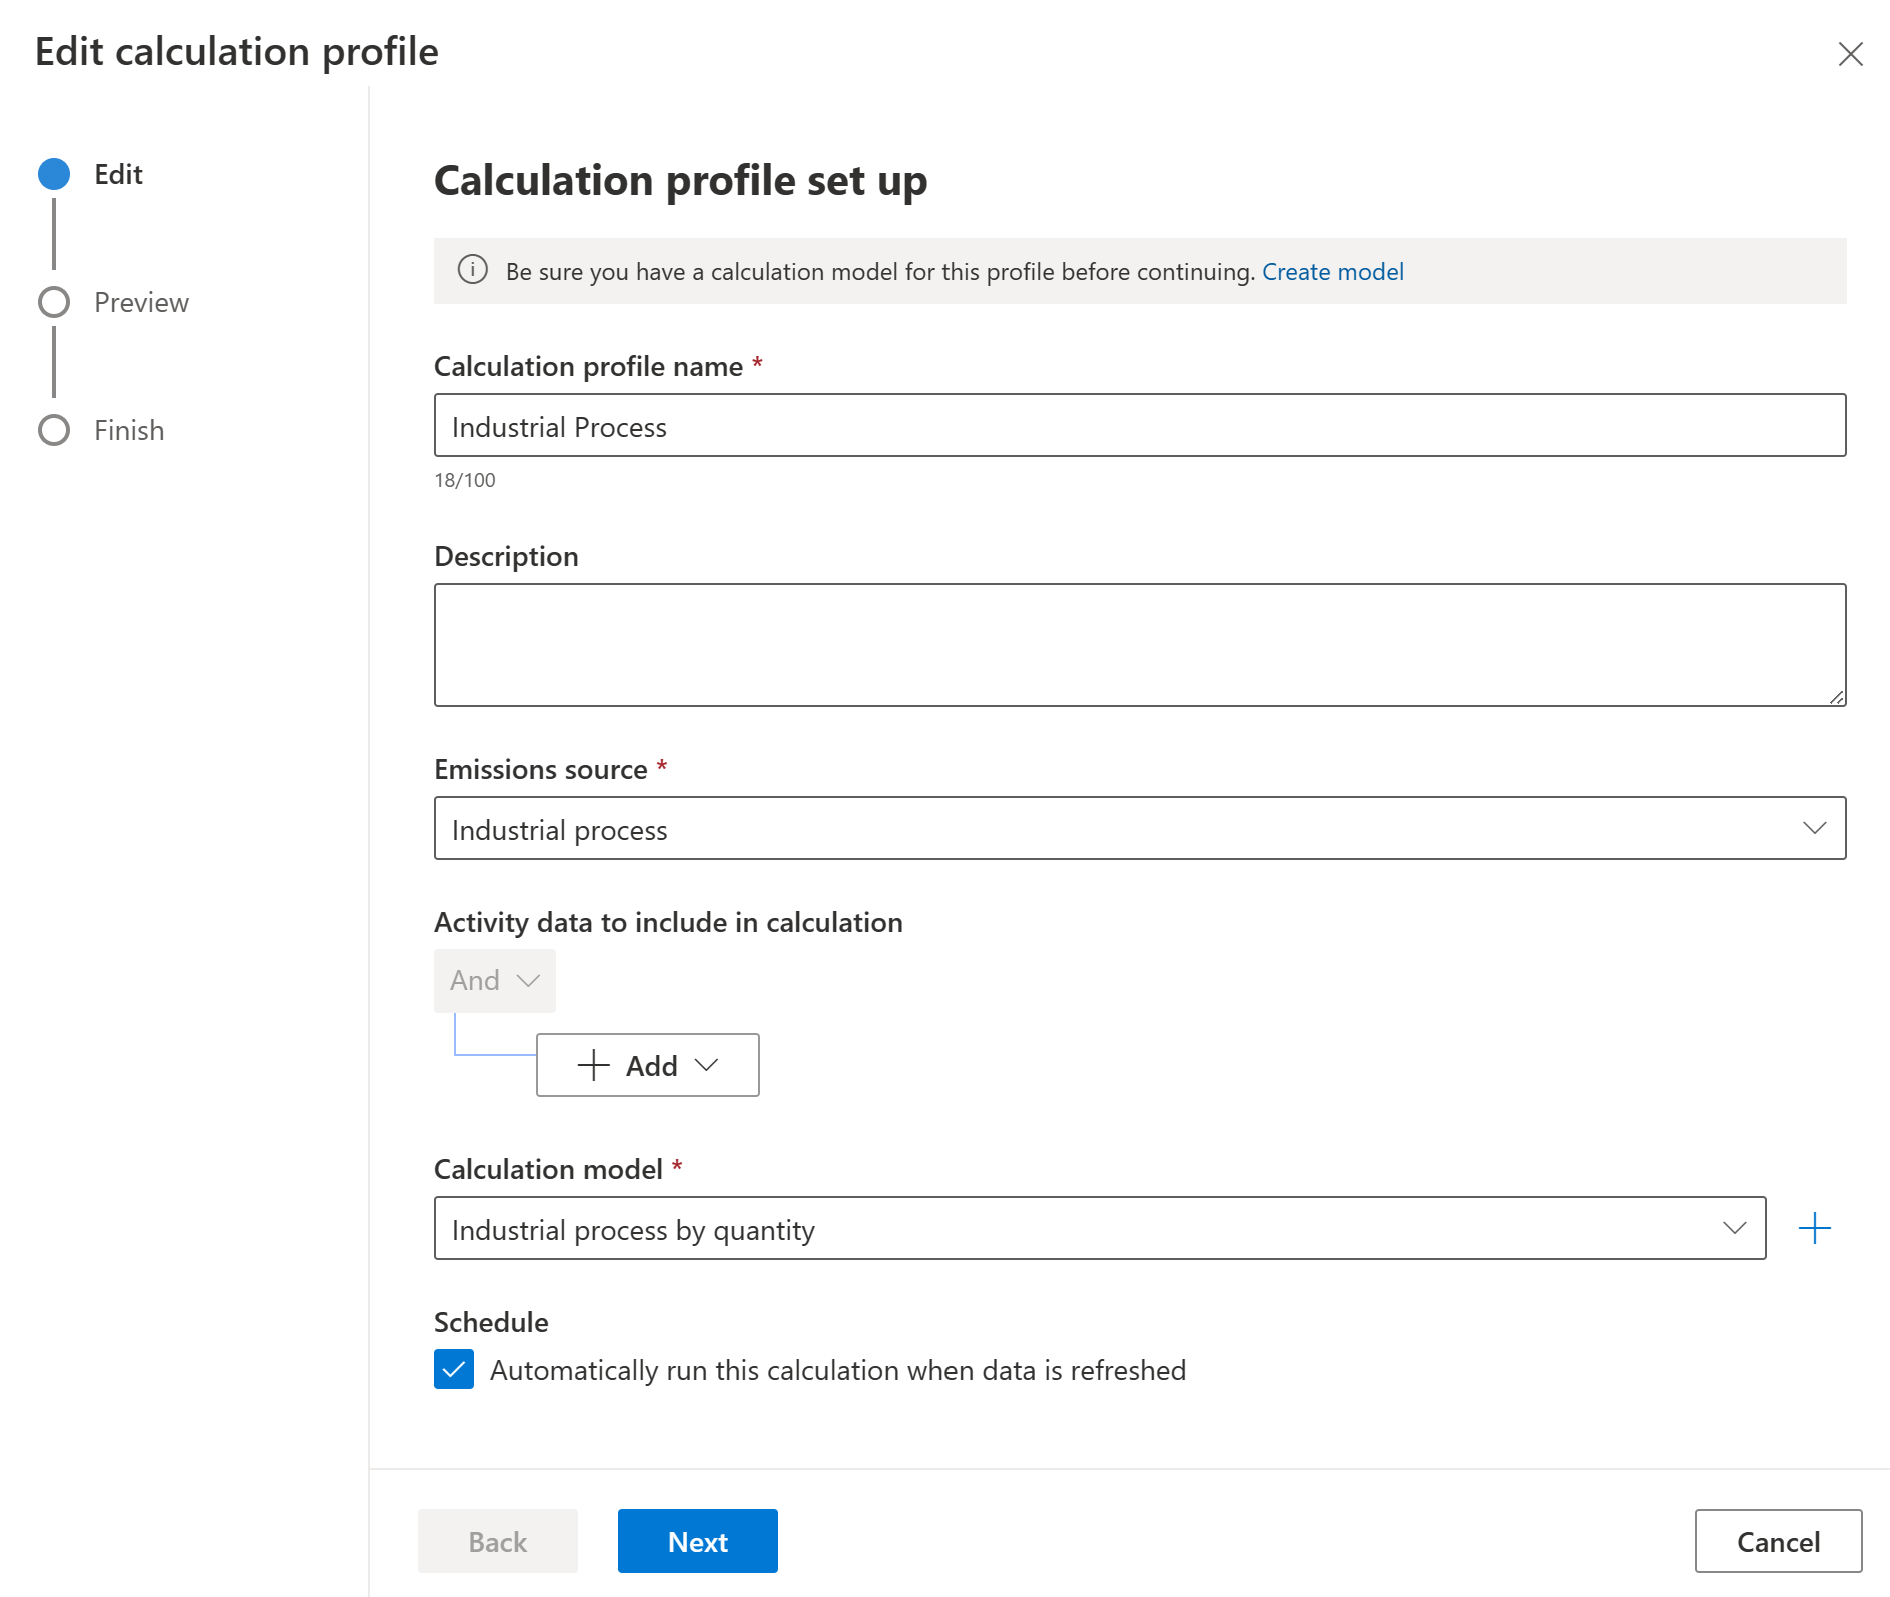 Edit calculation profile
Edit
Preview
Finish
Calculation profile set up
Be sure you have a calculation model for this profile before continuing. Create model
Calculation profile name *
Industrial Process
18/100
Description
Emissions source *
Industrial process
Activity data to include in calculation
And
Add
Calculation model *
Industrial process by quantity
Schedule
Automatically run this calculation when data is refreshed
Back
Next
Cancel